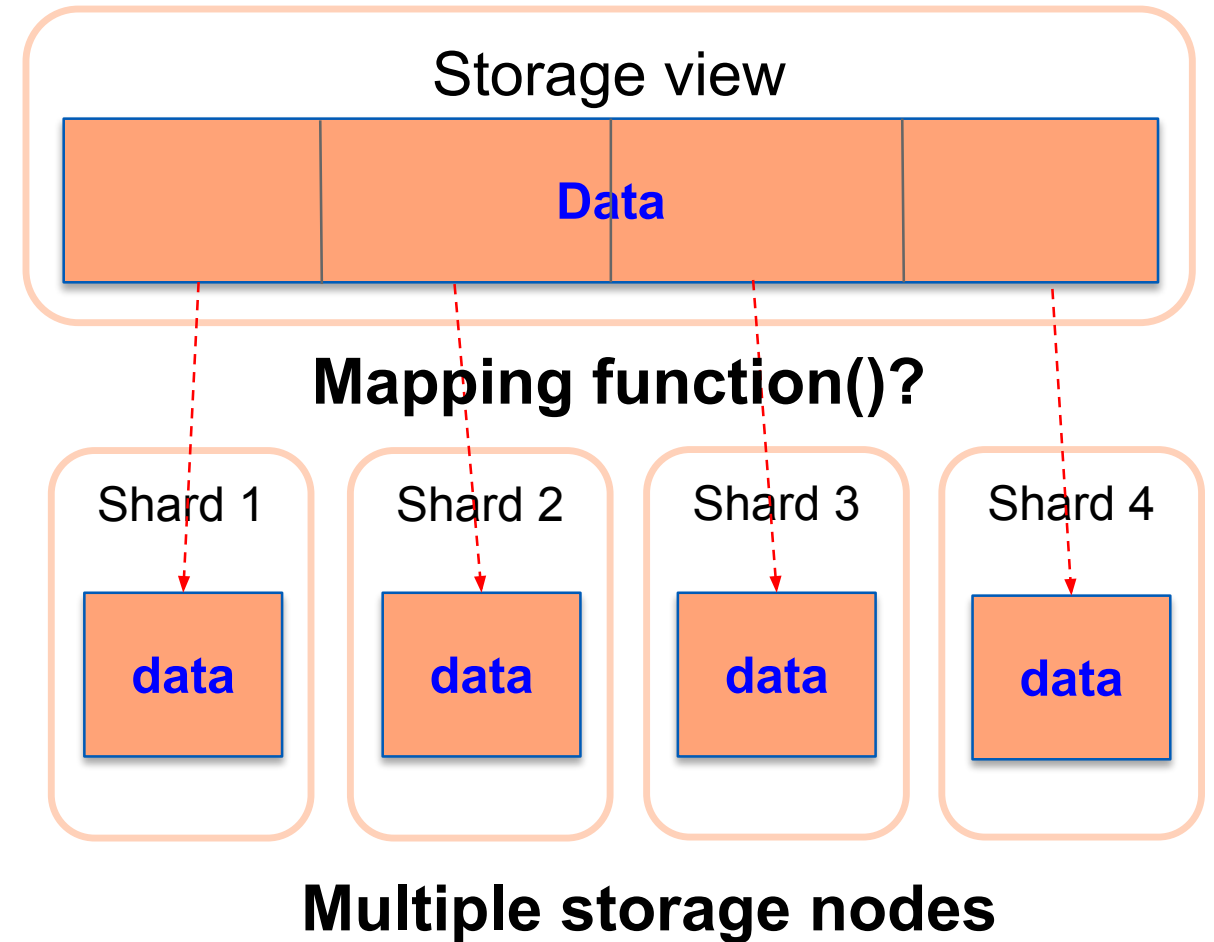 Storage view
Data
Mapping function()?
Shard 1
Shard 2
Shard 3
Shard 4
data
data
data
data
Multiple storage nodes